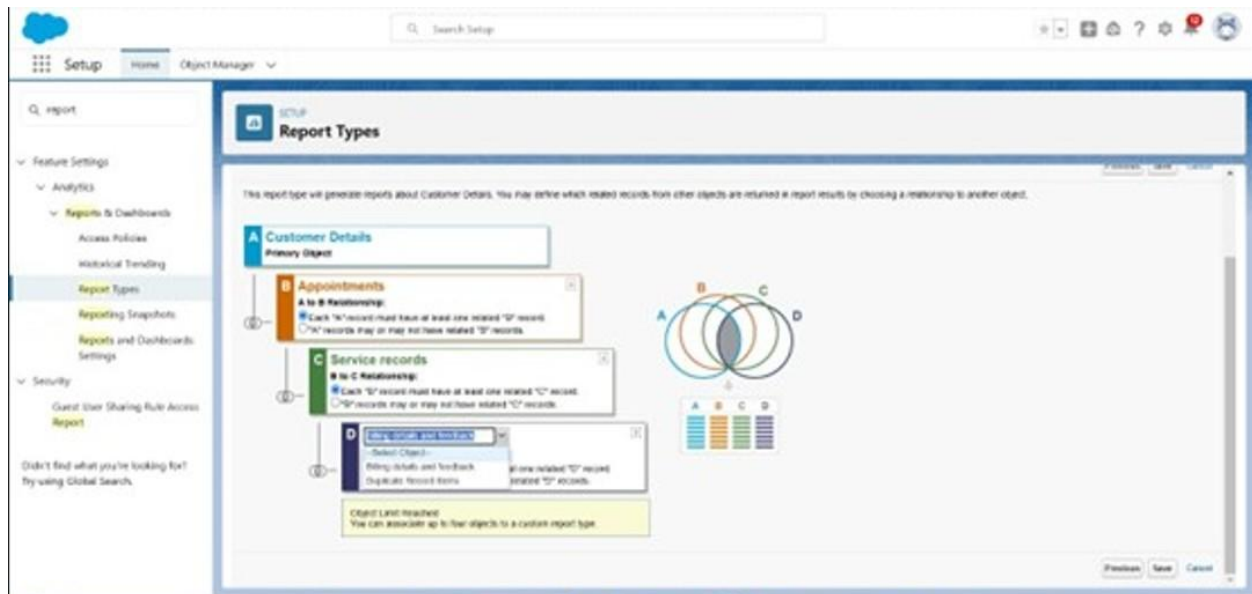 Search Setup
12
Setup
Home
Object Manager
report
SETUP
Report Types
Feature Settings
Analytics
Reports & Dashboards
Access Policies
Historical Trending
Report Types
Reporting Snapshots
Reports and Dashboards
Settings
Security
Guest User Sharing Rule Access
Report
Didn't find what you're looking for?
Try using Global Search.
Previous Save Cancel
This report type will generate reports about Customer Details. You may define which related records from other objects are returned in report results by choosing a relationship to another object.
A Customer Details
Primary Object
B Appointments
A to B Relationship:
Each "A" record must have at least one related "B" record.
"A" records may or may not have related "B" records.
C Service records
B to C Relationship:
Each "B" record must have at least one related "C" record.
"B" records may or may not have related "C" records.
D Billing details and feedback
--Select Object--
Billing details and feedback
Duplicate Record Items
at one related "D" record.
related "D" records.
Object Limit Reached
You can associate up to four objects to a custom report type.
A B C D
A B C D
Previous Save Cancel